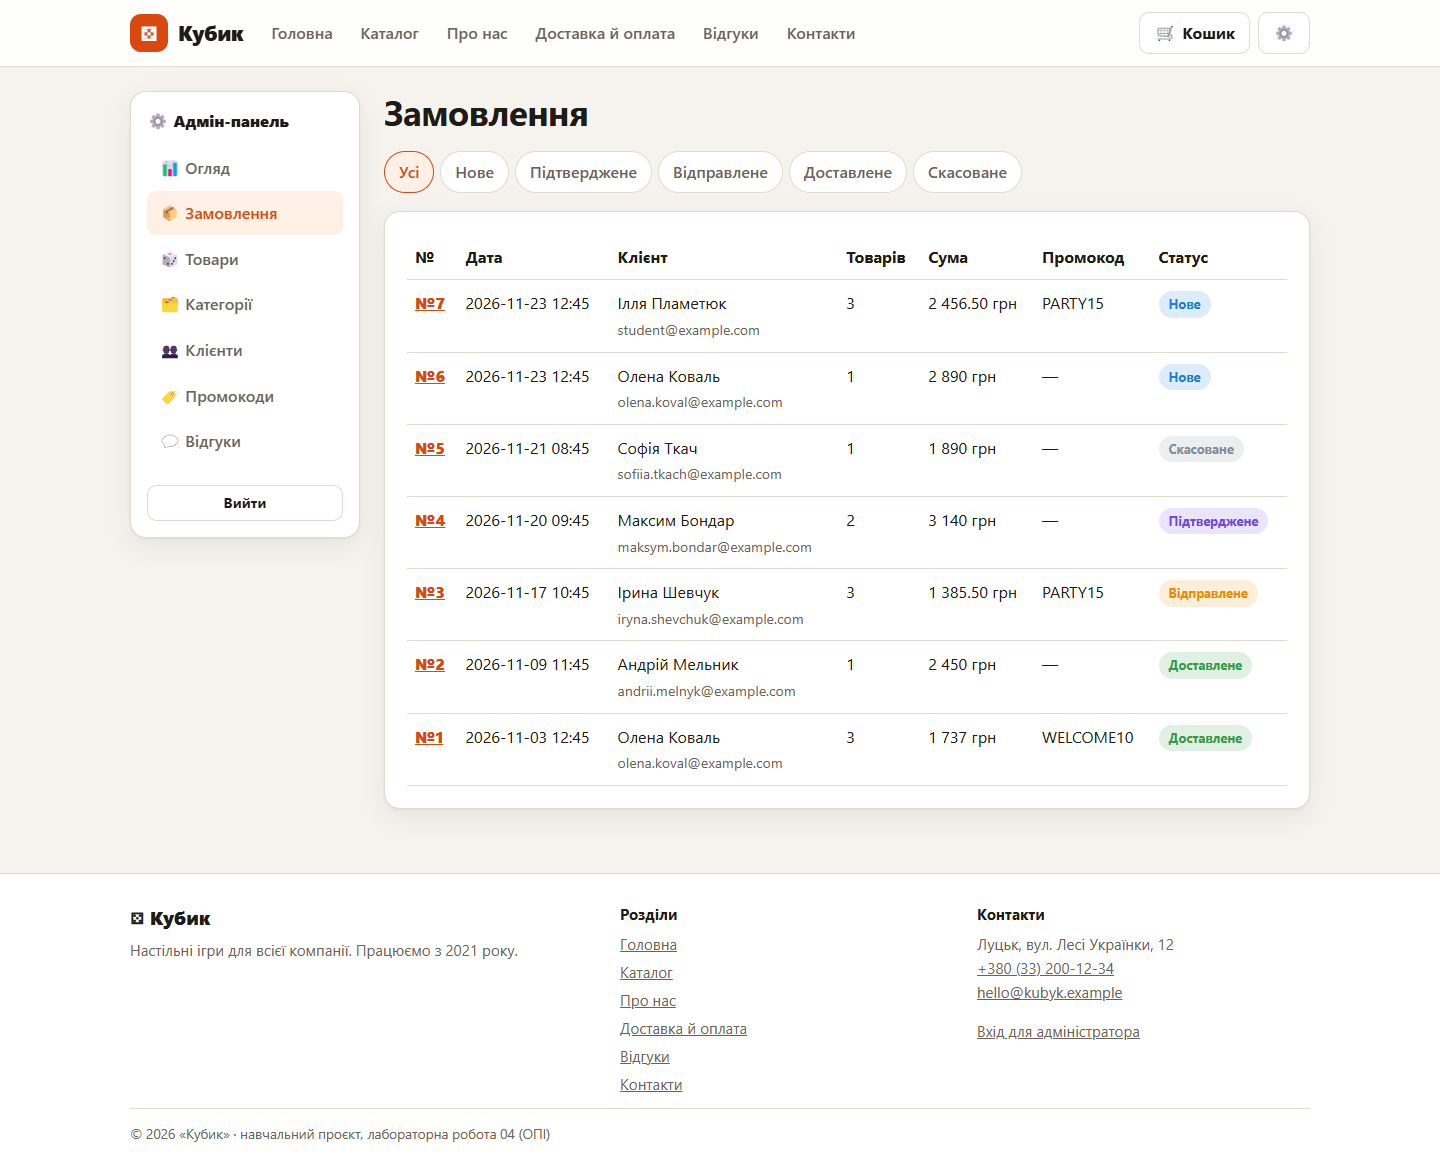 Кубик Головна Каталог Про нас Доставка й оплата Відгуки Контакти Кошик
Адмін-панель
Огляд
Замовлення
Товари
Категорії
Клієнти
Промокоди
Відгуки
Вийти
Замовлення
Усі Нове Підтверджене Відправлене Доставлене Скасоване
№ Дата Клієнт Товарів Сума Промокод Статус
№7 2026-11-23 12:45 Ілля Пламетюк 3 2 456.50 грн PARTY15 Нове
student@example.com
№6 2026-11-23 12:45 Олена Коваль 1 2 890 грн — Нове
olena.koval@example.com
№5 2026-11-21 08:45 Софія Ткач 1 1 890 грн — Скасоване
sofiia.tkach@example.com
№4 2026-11-20 09:45 Максим Бондар 2 3 140 грн — Підтверджене
maksym.bondar@example.com
№3 2026-11-17 10:45 Ірина Шевчук 3 1 385.50 грн PARTY15 Відправлене
iryna.shevchuk@example.com
№2 2026-11-09 11:45 Андрій Мельник 1 2 450 грн — Доставлене
andrii.melnyk@example.com
№1 2026-11-03 12:45 Олена Коваль 3 1 737 грн WELCOME10 Доставлене
olena.koval@example.com
Кубик
Настільні ігри для всієї компанії. Працюємо з 2021 року.
Розділи
Головна
Каталог
Про нас
Доставка й оплата
Відгуки
Контакти
Контакти
Луцьк, вул. Лесі Українки, 12
+380 (33) 200-12-34
hello@kubyk.example
Вхід для адміністратора
© 2026 «Кубик» · навчальний проєкт, лабораторна робота 04 (ОПІ)